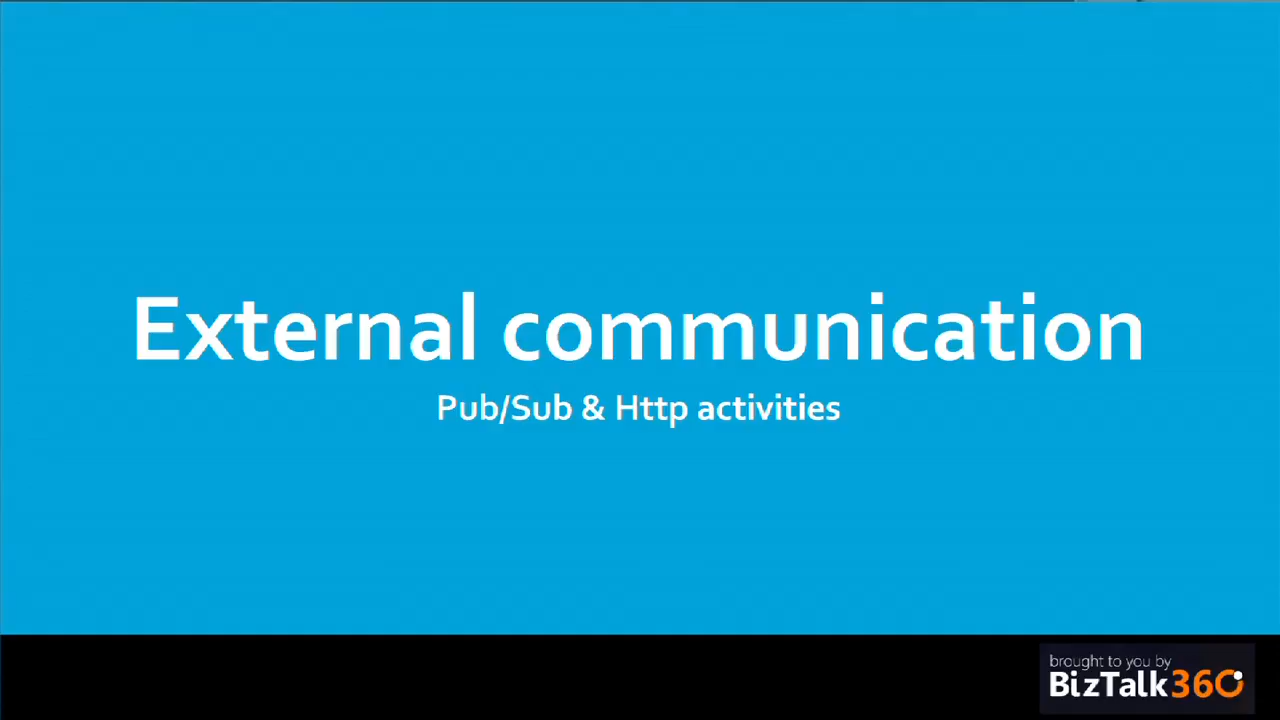 External communication
Pub/Sub & Http activities
brought to you by
BizTalk360